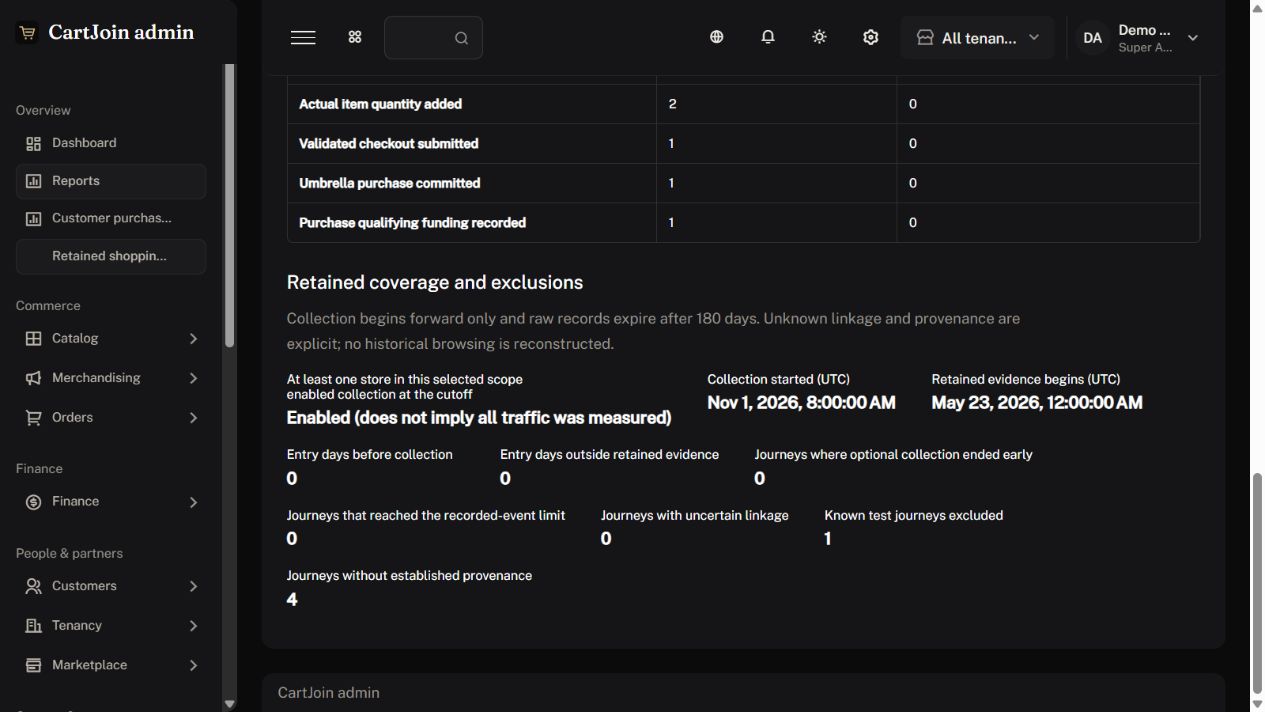 CartJoin admin
All tenan...
DA
Demo ...
Super A...
Overview
Dashboard
Reports
Customer purchas...
Retained shoppin...
Commerce
Catalog
Merchandising
Orders
Finance
Finance
People & partners
Customers
Tenancy
Marketplace
Actual item quantity added 2 0
Validated checkout submitted 1 0
Umbrella purchase committed 1 0
Purchase qualifying funding recorded 1 0
Retained coverage and exclusions
Collection begins forward only and raw records expire after 180 days. Unknown linkage and provenance are
explicit; no historical browsing is reconstructed.
At least one store in this selected scope
enabled collection at the cutoff
Enabled (does not imply all traffic was measured)
Collection started (UTC)
Nov 1, 2026, 8:00:00 AM
Retained evidence begins (UTC)
May 23, 2026, 12:00:00 AM
Entry days before collection
0
Entry days outside retained evidence
0
Journeys where optional collection ended early
0
Journeys that reached the recorded-event limit
0
Journeys with uncertain linkage
0
Known test journeys excluded
1
Journeys without established provenance
4
CartJoin admin